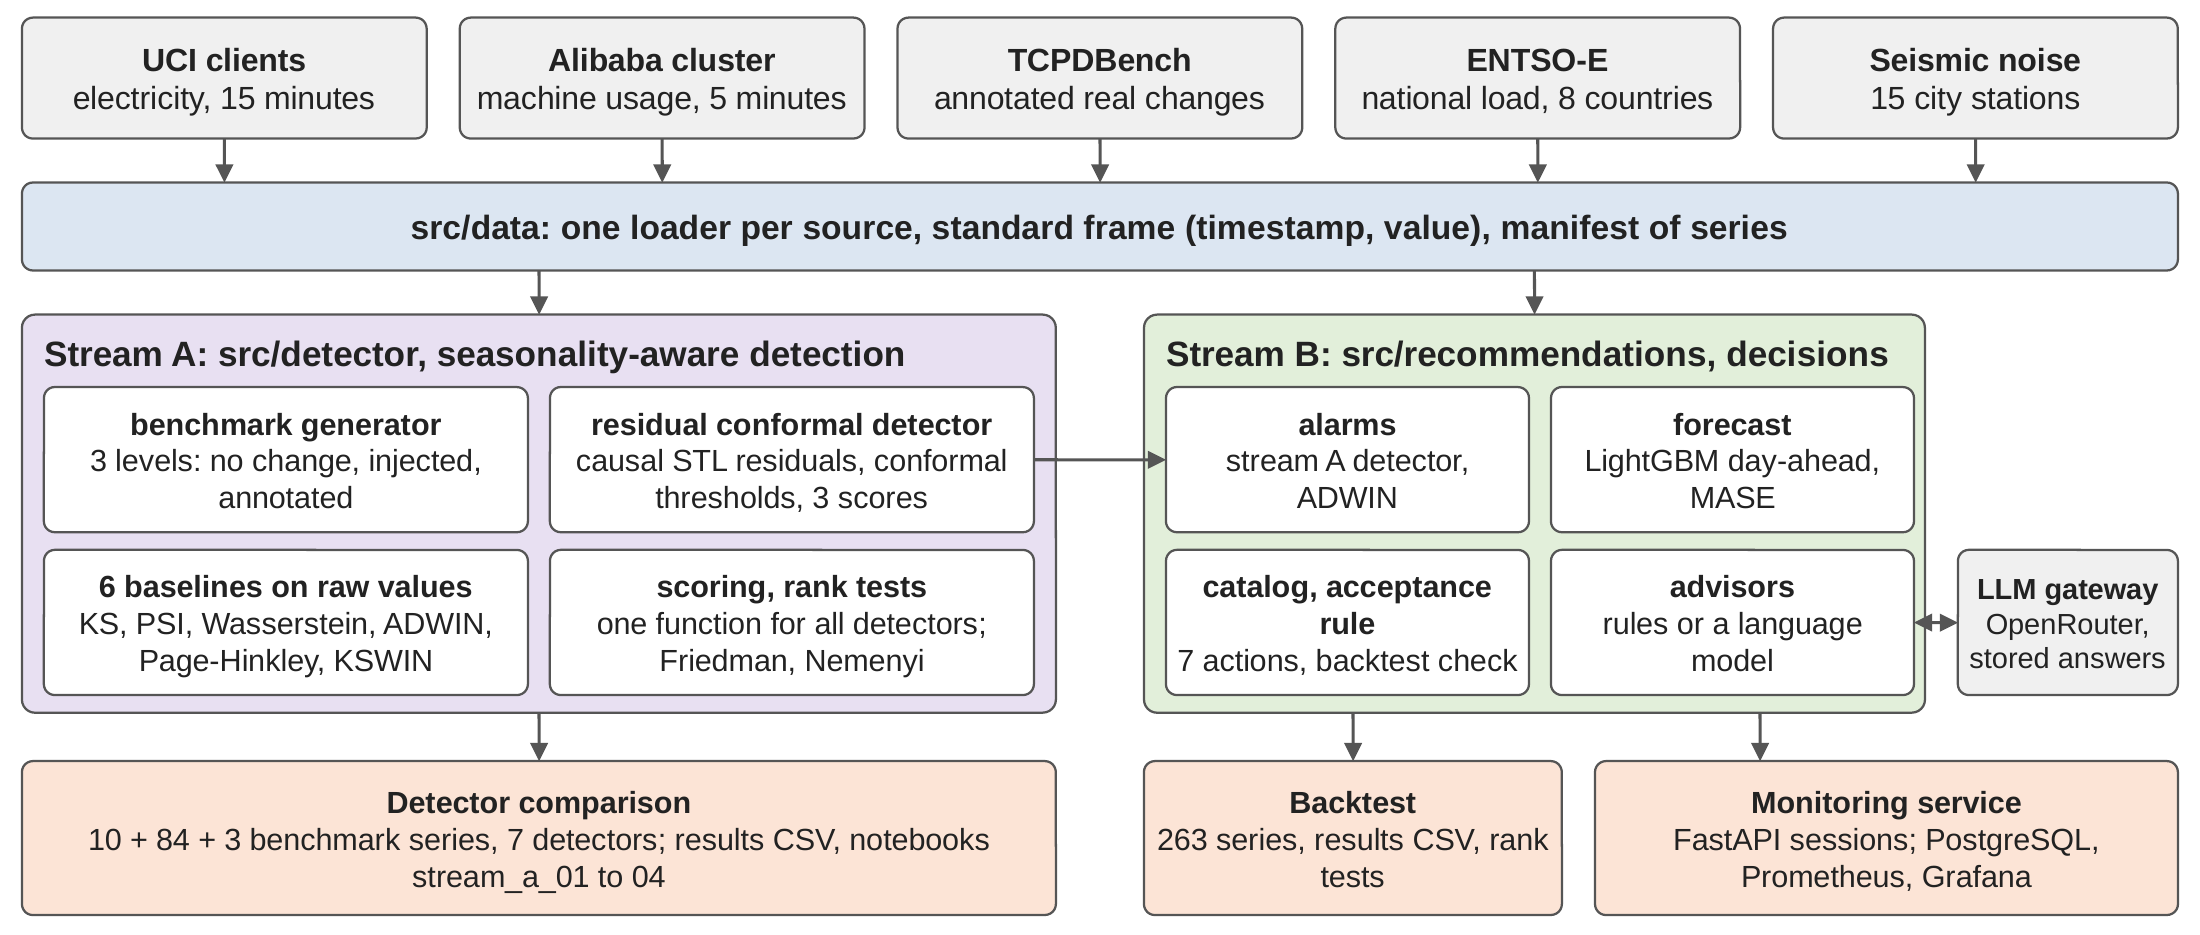 UCI clients
electricity, 15 minutes
Alibaba cluster
machine usage, 5 minutes
TCPDBench
annotated real changes
ENTSO-E
national load, 8 countries
Seismic noise
15 city stations
src/data: one loader per source, standard frame (timestamp, value), manifest of series
Stream A: src/detector, seasonality-aware detection
benchmark generator
3 levels: no change, injected,
annotated
residual conformal detector
causal STL residuals, conformal
thresholds, 3 scores
6 baselines on raw values
KS, PSI, Wasserstein, ADWIN,
Page-Hinkley, KSWIN
scoring, rank tests
one function for all detectors;
Friedman, Nemenyi
Stream B: src/recommendations, decisions
alarms
stream A detector,
ADWIN
forecast
LightGBM day-ahead,
MASE
catalog, acceptance
rule
7 actions, backtest check
advisors
rules or a language
model
LLM gateway
OpenRouter,
stored answers
Detector comparison
10 + 84 + 3 benchmark series, 7 detectors; results CSV, notebooks
stream_a_01 to 04
Backtest
263 series, results CSV, rank
tests
Monitoring service
FastAPI sessions; PostgreSQL,
Prometheus, Grafana